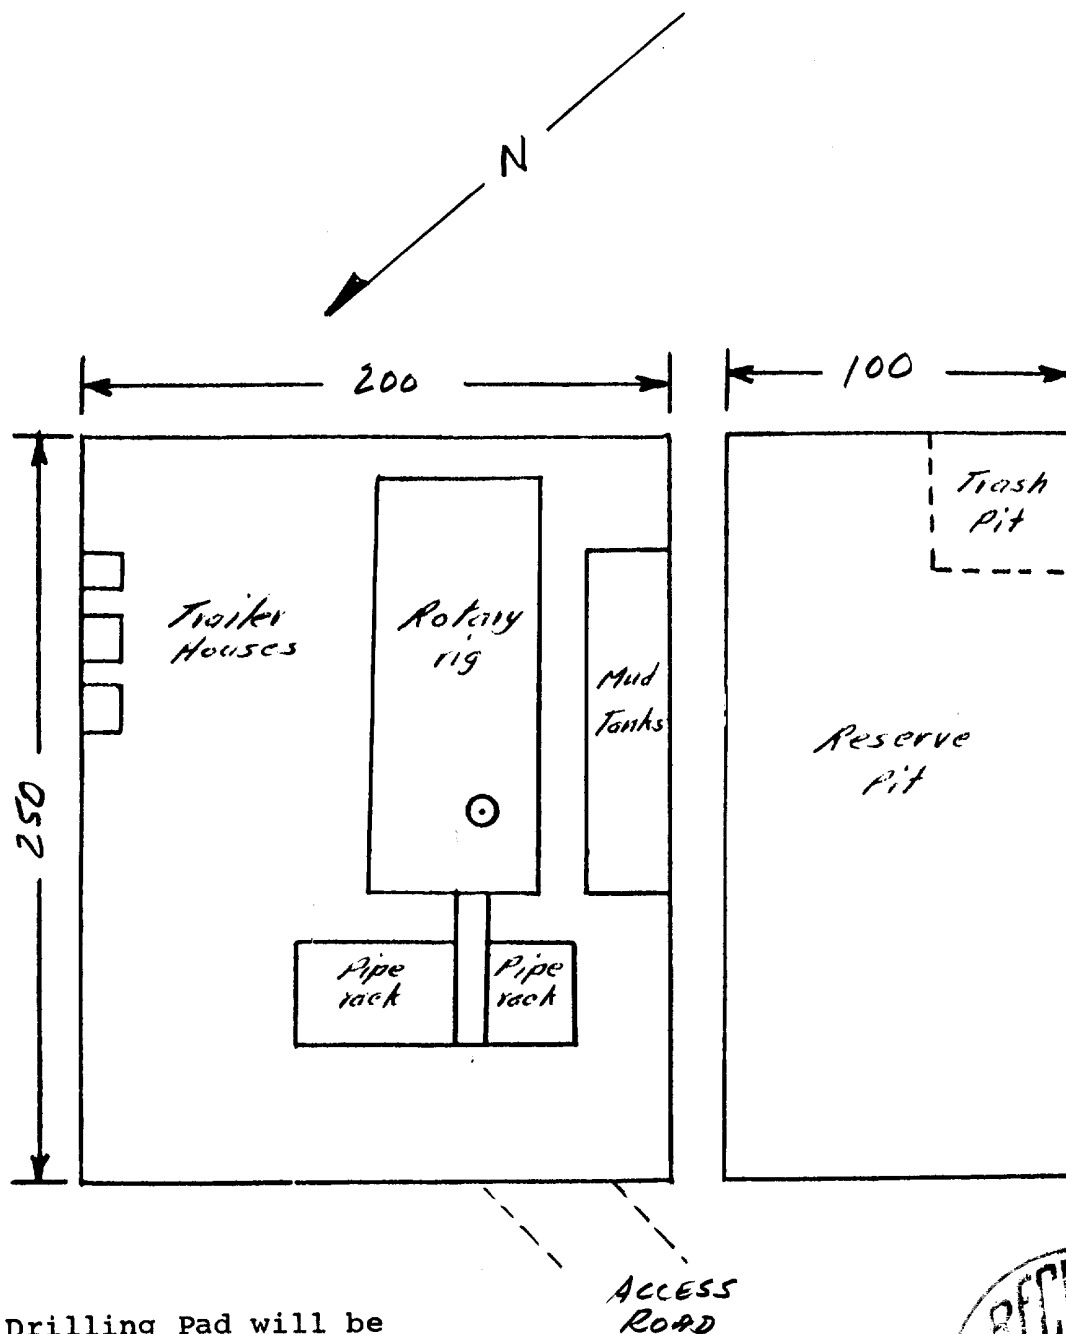 N
200
100
Trash
Pit
Trailer
Houses
Rotary
rig
Mud
Tanks
Reserve
Pit
250
Pipe
rack
Pipe
rack
ACCESS
ROAD
Drilling Pad will be